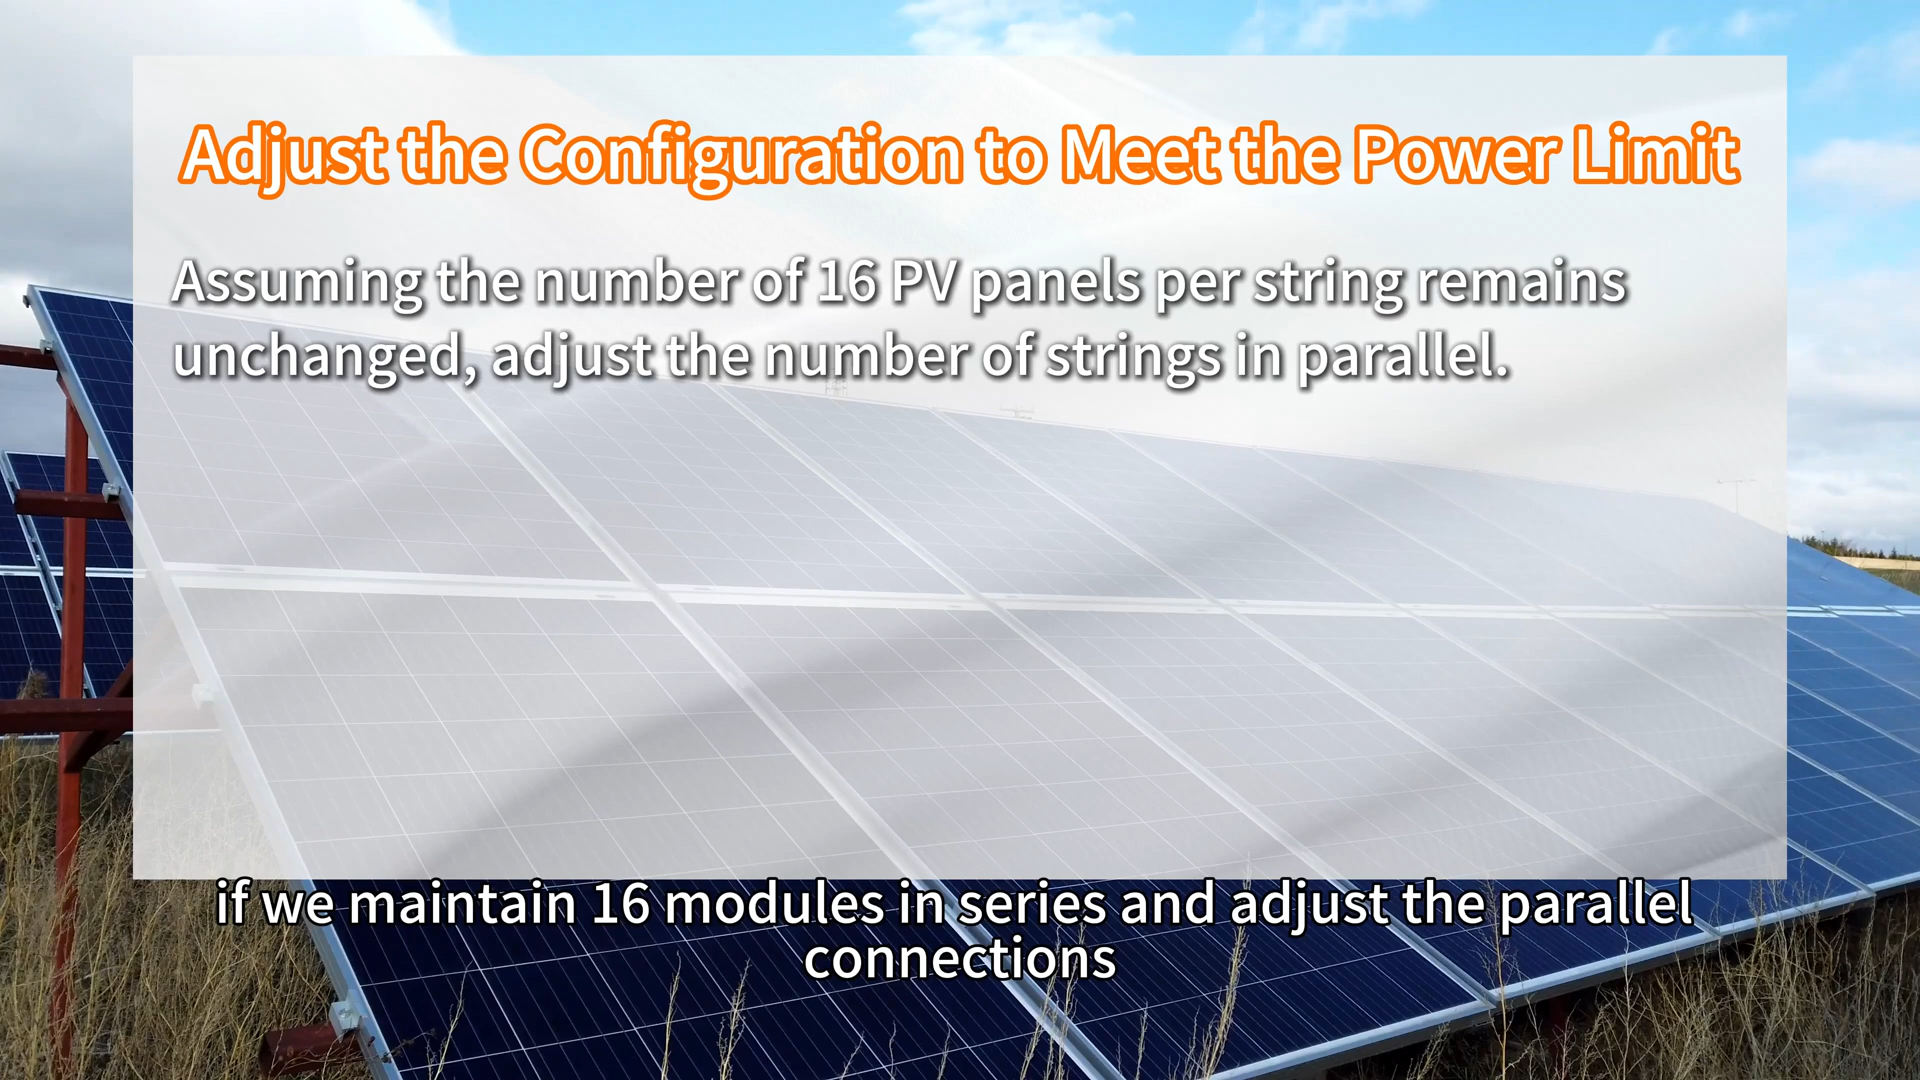 Adjust the Configuration to Meet the Power Limit
Assuming the number of 16 PV panels per string remains
unchanged, adjust the number of strings in parallel.
if we maintain 16 modules in series and adjust the parallel
connections